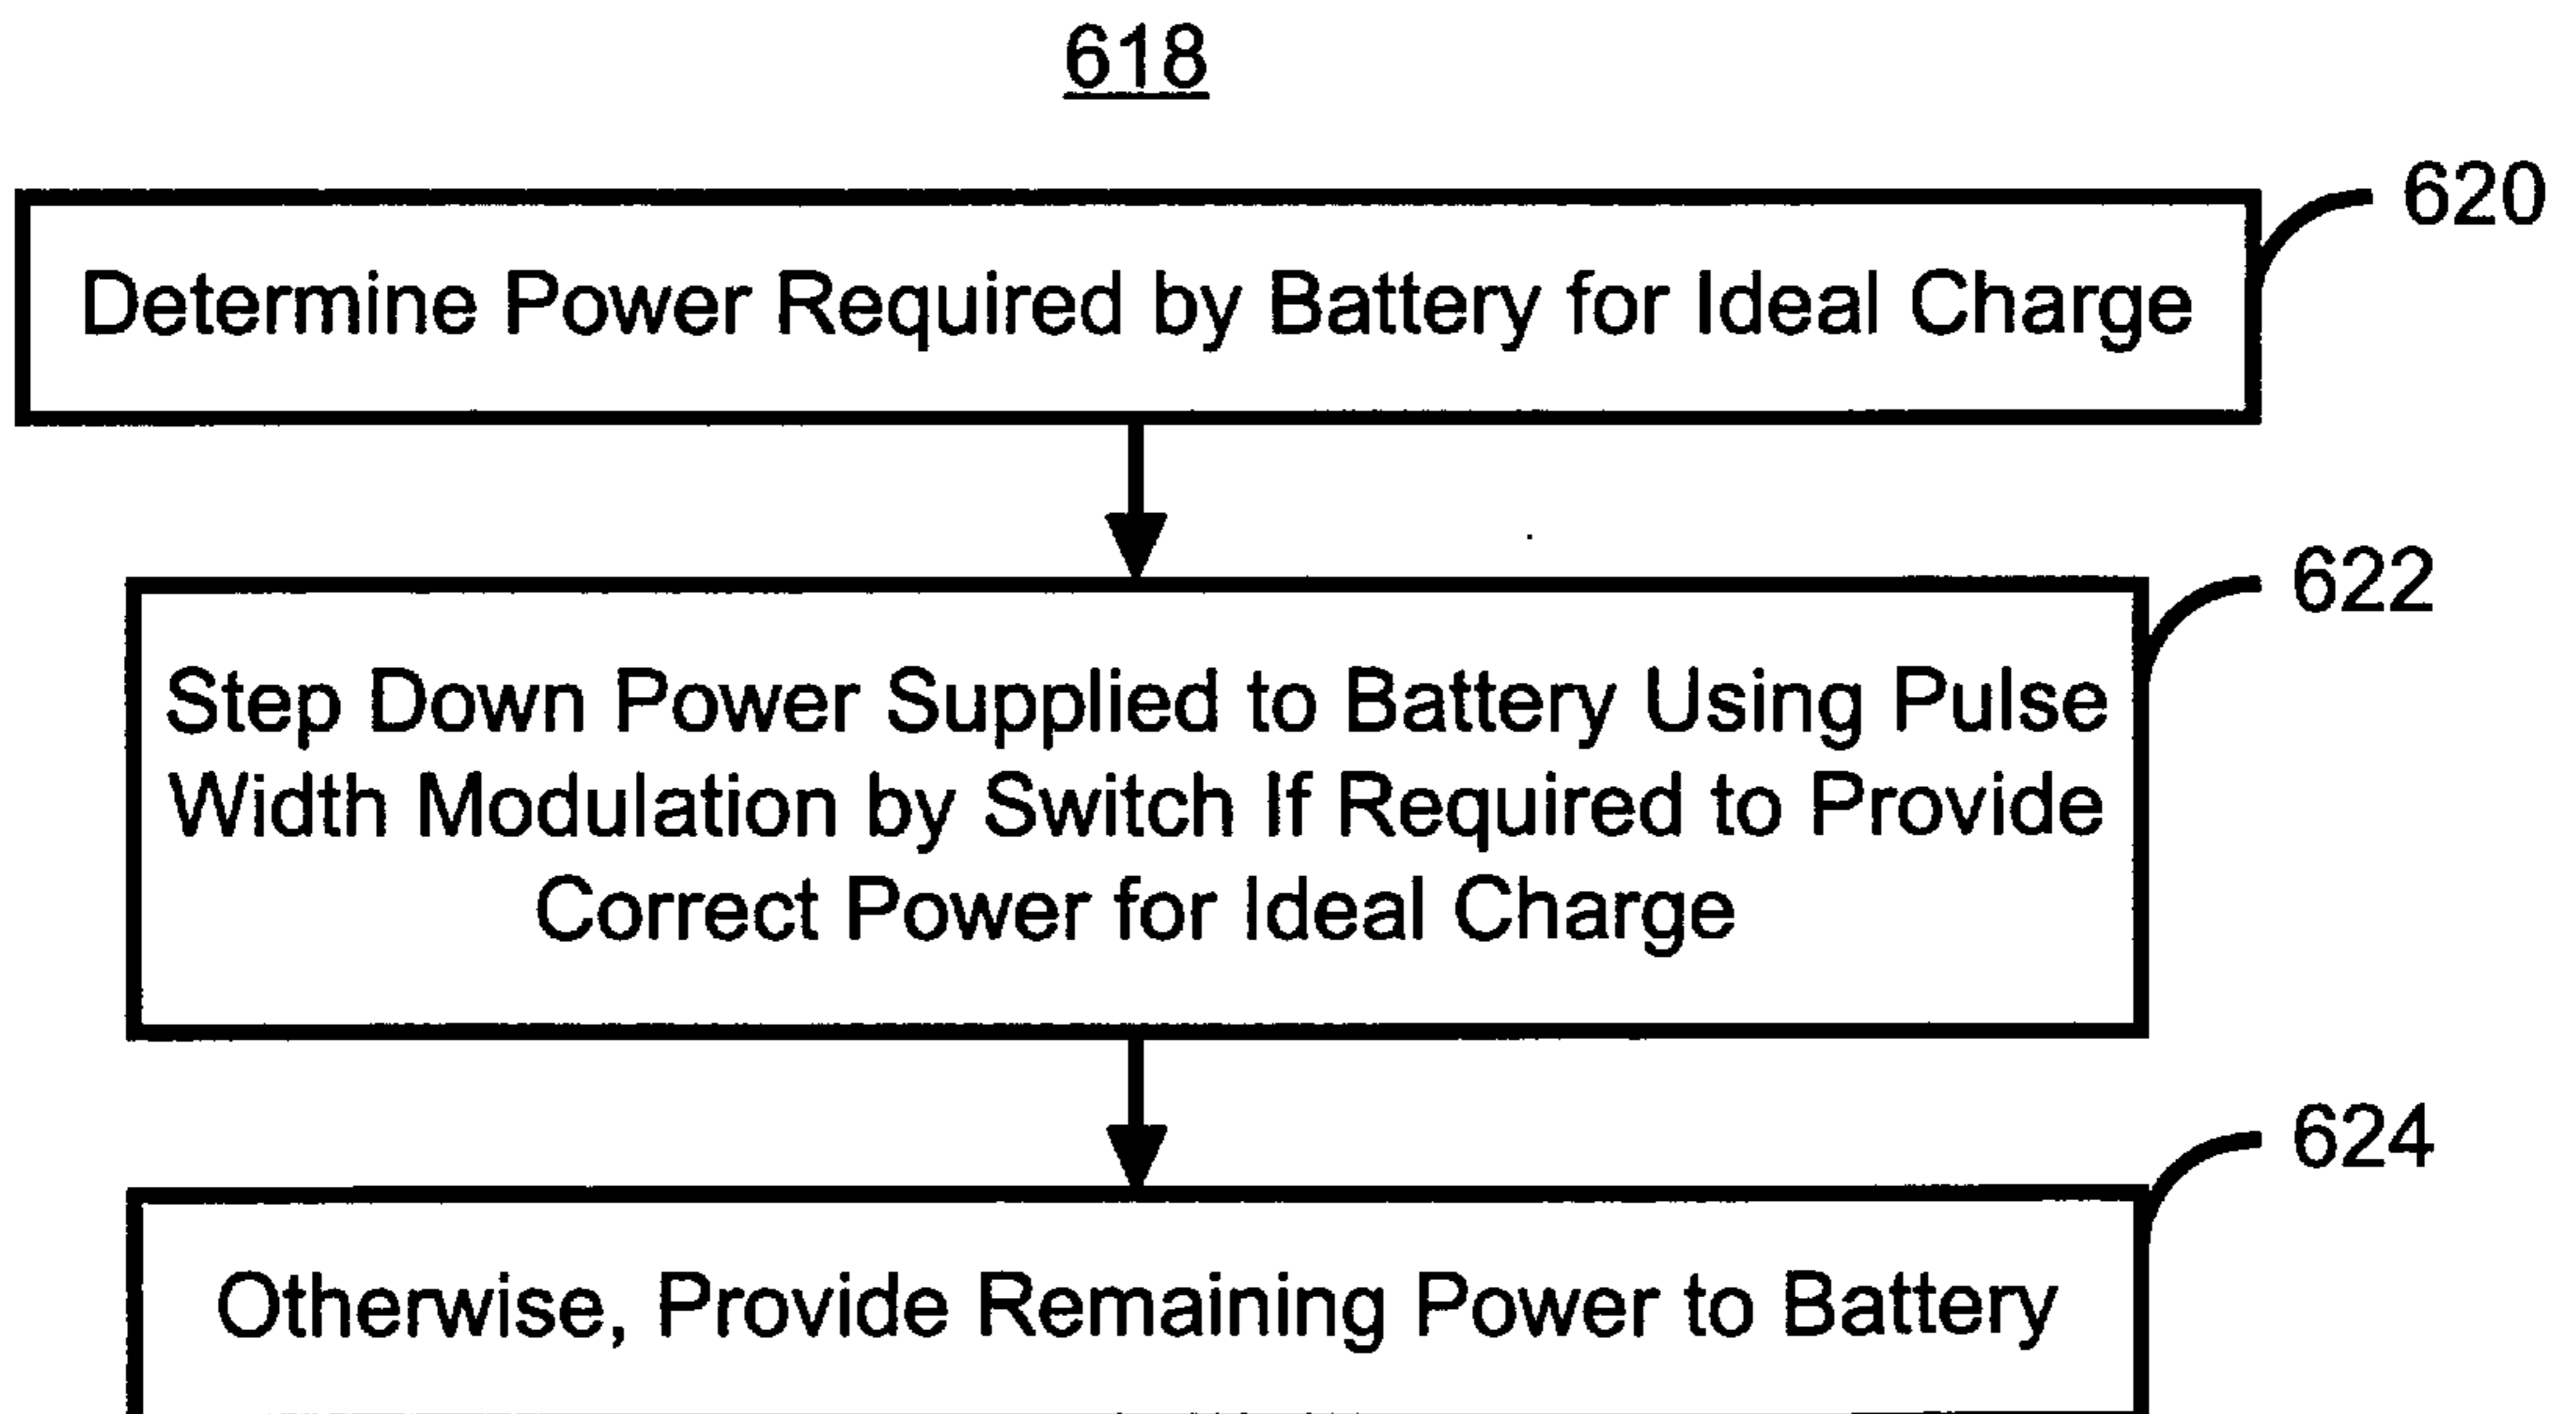 618
620
Determine Power Required by Battery for Ideal Charge
622
Step Down Power Supplied to Battery Using Pulse
Width Modulation by Switch If Required to Provide
Correct Power for Ideal Charge
624
Otherwise, Provide Remaining Power to Battery